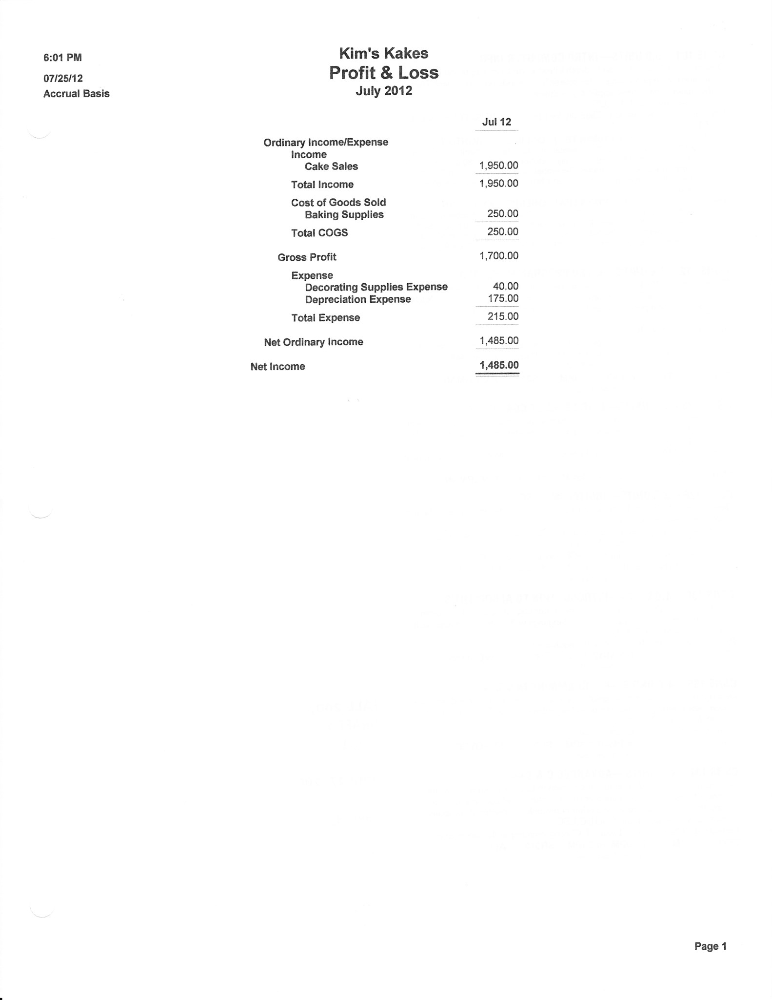 6:01 PM
07/25/12
Accrual Basis
Kim's Kakes
Profit & Loss
July 2012
Jul 12
Ordinary Income/Expense
Income
Cake Sales 1,950.00
Total Income 1,950.00
Cost of Goods Sold
Baking Supplies 250.00
Total COGS 250.00
Gross Profit 1,700.00
Expense
Decorating Supplies Expense 40.00
Depreciation Expense 175.00
Total Expense 215.00
Net Ordinary Income 1,485.00
Net Income 1,485.00
Page 1